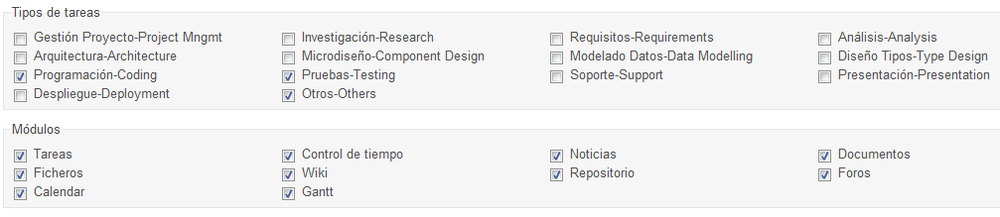 Tipos de tareas
Gestión Proyecto-Project Mngmt Investigación-Research Requisitos-Requirements Análisis-Analysis
Arquitectura-Architecture Microdiseño-Component Design Modelado Datos-Data Modelling Diseño Tipos-Type Design
Programación-Coding Pruebas-Testing Soporte-Support Presentación-Presentation
Despliegue-Deployment Otros-Others
Módulos
Tareas Control de tiempo Noticias Documentos
Ficheros Wiki Repositorio Foros
Calendar Gantt